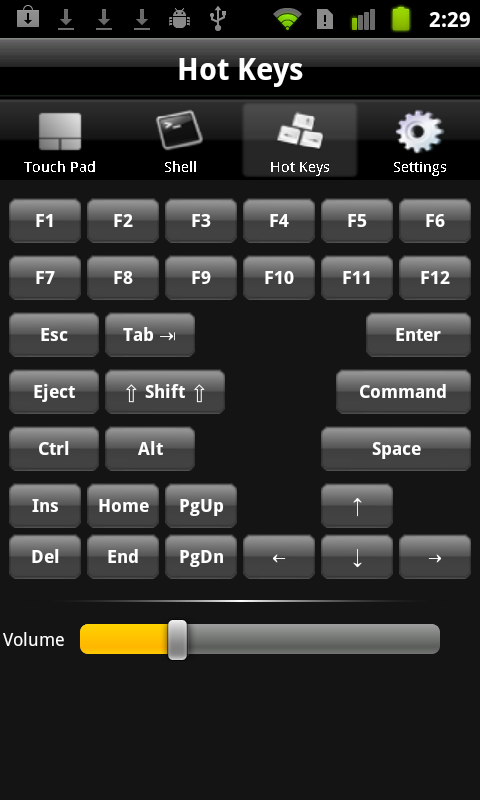 2:29
Hot Keys
Touch Pad Shell Hot Keys Settings
F1 F2 F3 F4 F5 F6
F7 F8 F9 F10 F11 F12
Esc Tab ⇥ Enter
Eject ⇧ Shift ⇧ Command
Ctrl Alt Space
Ins Home PgUp ↑
Del End PgDn ← ↓ →
Volume